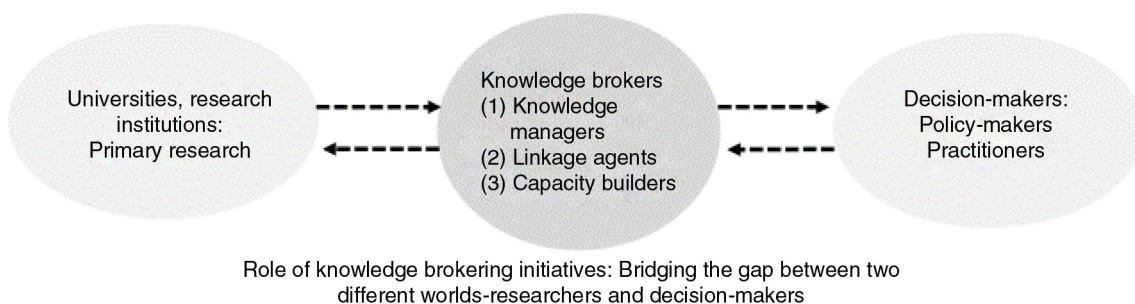 Universities, research
institutions:
Primary research
Knowledge brokers
(1) Knowledge
managers
(2) Linkage agents
(3) Capacity builders
Decision-makers:
Policy-makers
Practitioners
Role of knowledge brokering initiatives: Bridging the gap between two
different worlds-researchers and decision-makers